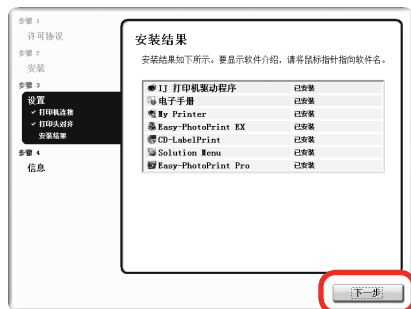 步骤 1
许可协议
步骤 2
安装
步骤 3
设置
✓ 打印机连接
✓ 打印头对齐
安装结果
步骤 4
信息
安装结果
安装结果如下所示。要显示软件介绍，请将鼠标指针指向软件名。
IJ 打印机驱动程序 已安装
电子手册 已安装
My Printer 已安装
Easy-PhotoPrint EX 已安装
CD-LabelPrint 已安装
Solution Menu 已安装
Easy-PhotoPrint Pro 已安装
下一步